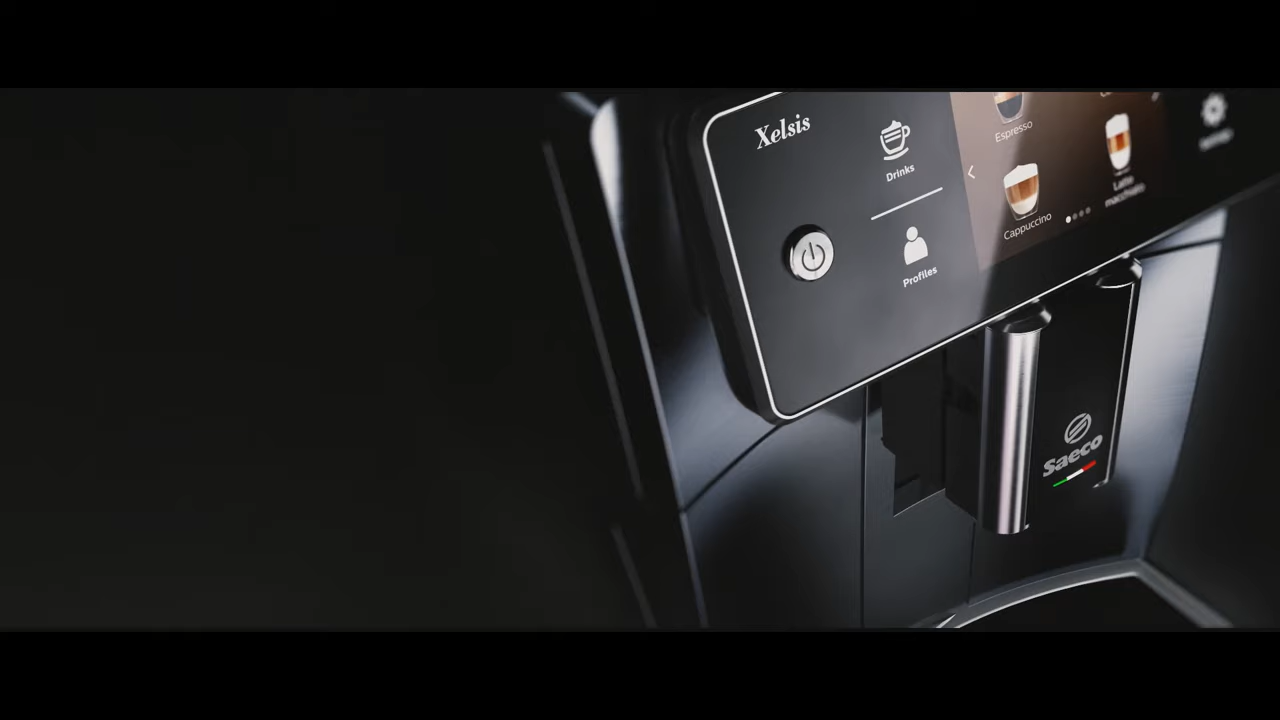 Xelsis
Drinks
Profiles
Espresso
Cappuccino
Latte
macchiato
Saeco